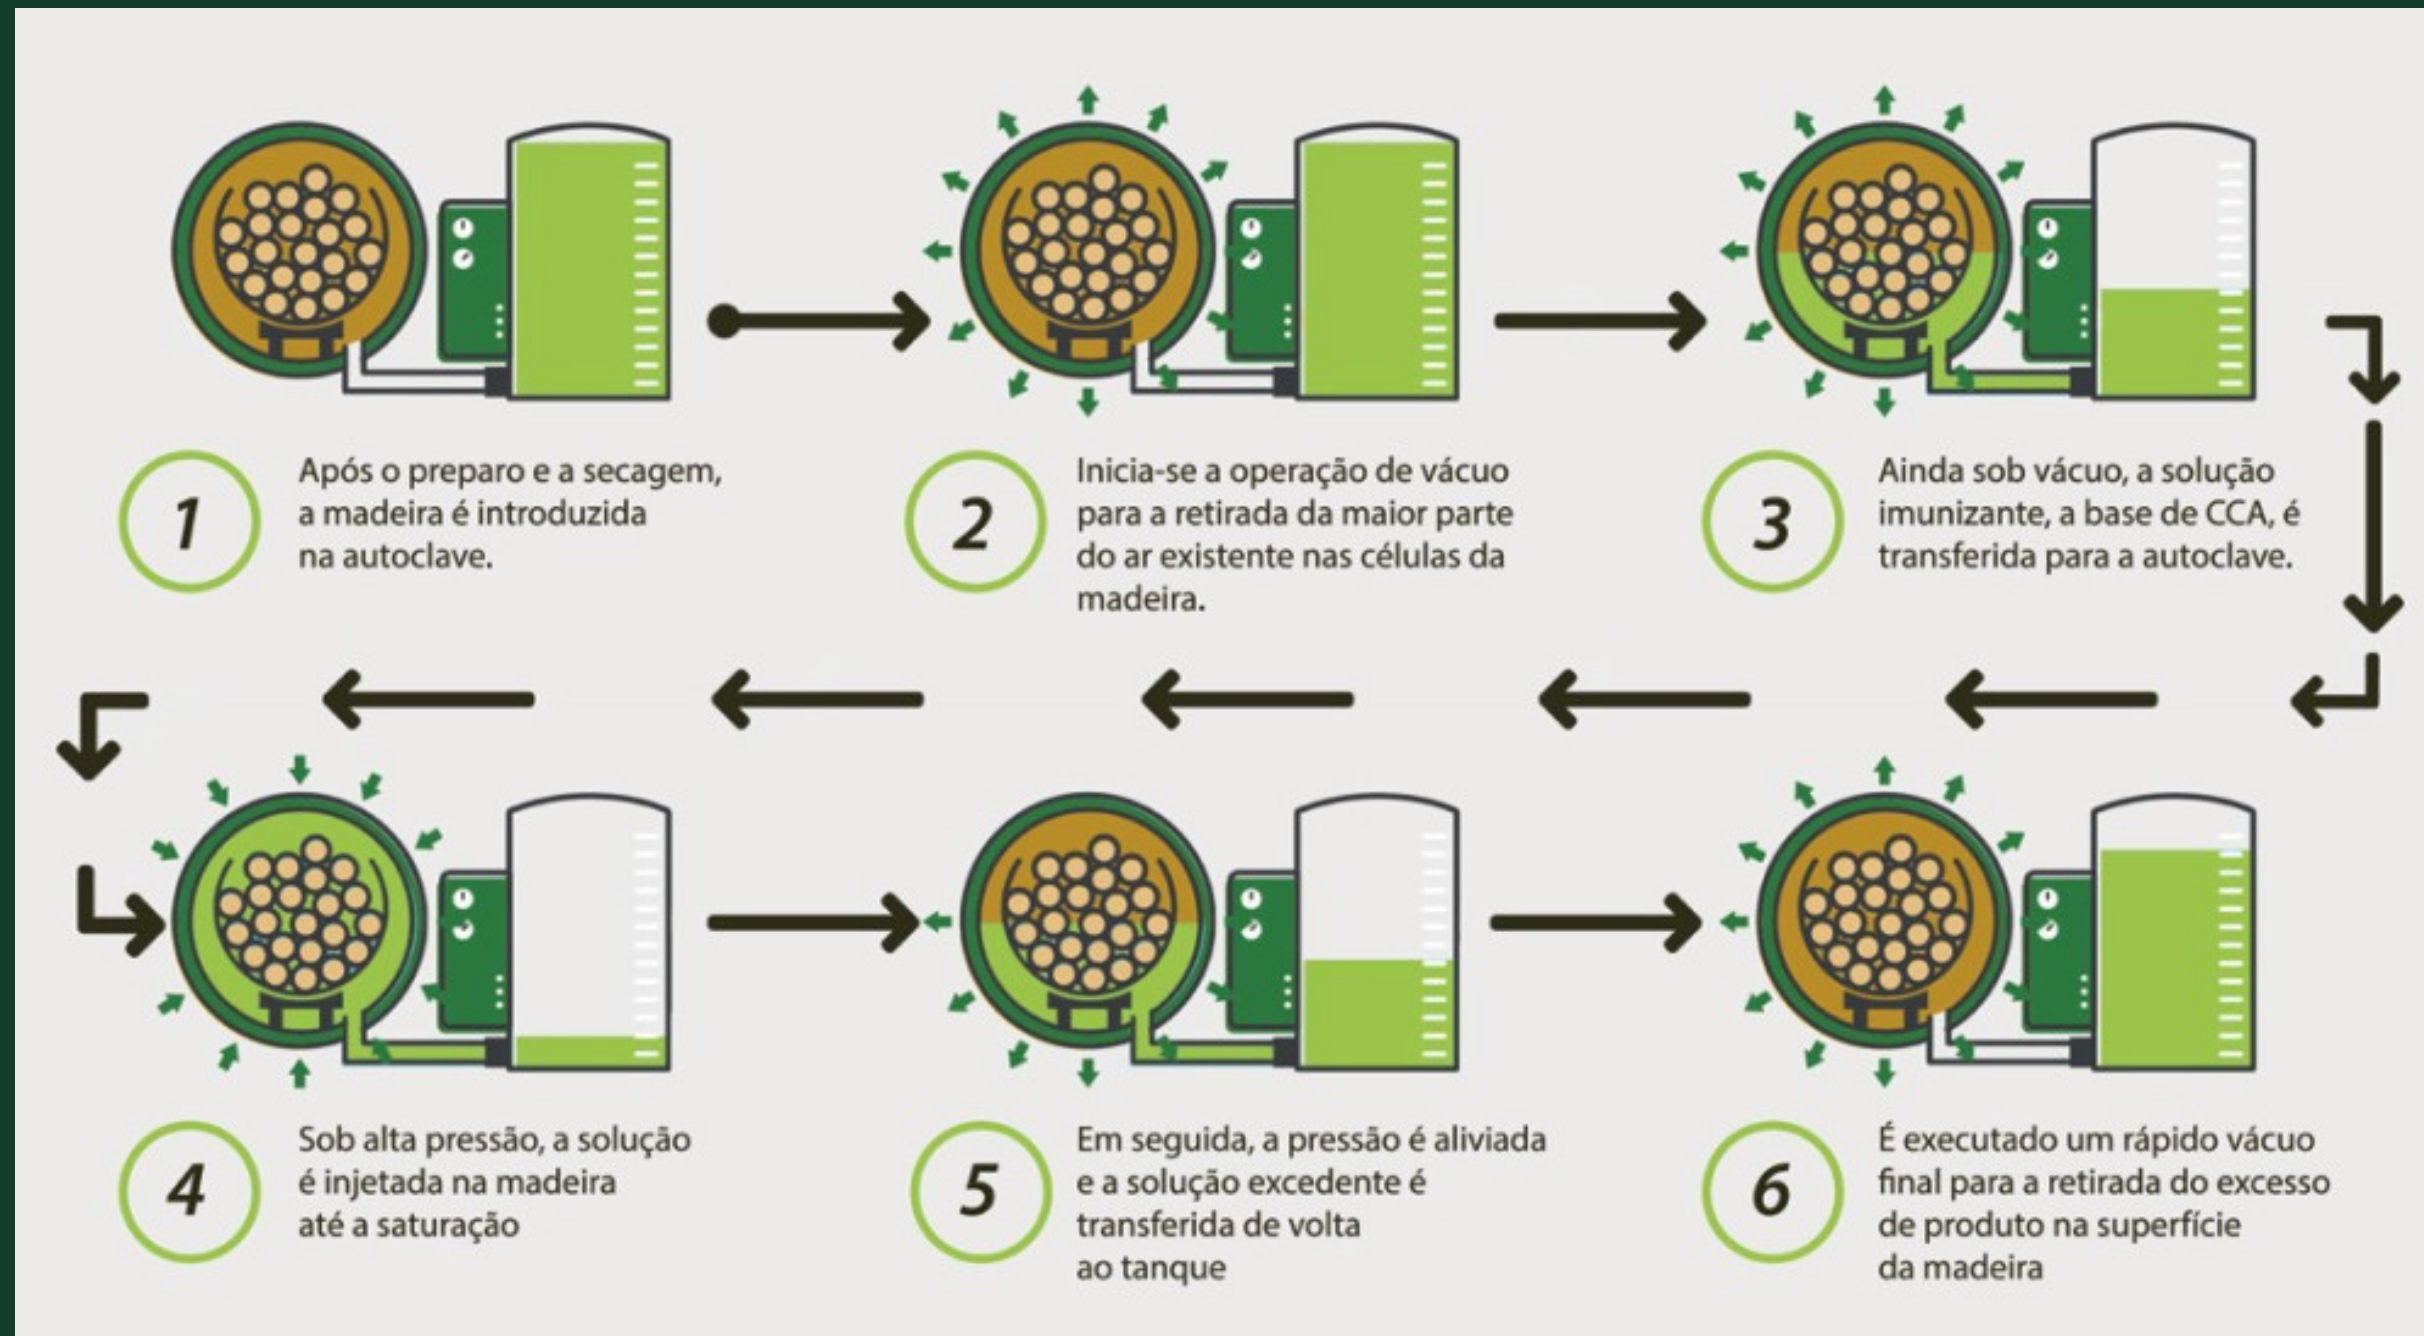 1
Após o preparo e a secagem,
a madeira é introduzida
na autoclave.
2
Inicia-se a operação de vácuo
para a retirada da maior parte
do ar existente nas células da
madeira.
3
Ainda sob vácuo, a solução
imunizante, a base de CCA, é
transferida para a autoclave.
4
Sob alta pressão, a solução
é injetada na madeira
até a saturação
5
Em seguida, a pressão é aliviada
e a solução excedente é
transferida de volta
ao tanque
6
É executado um rápido vácuo
final para a retirada do excesso
de produto na superfície
da madeira